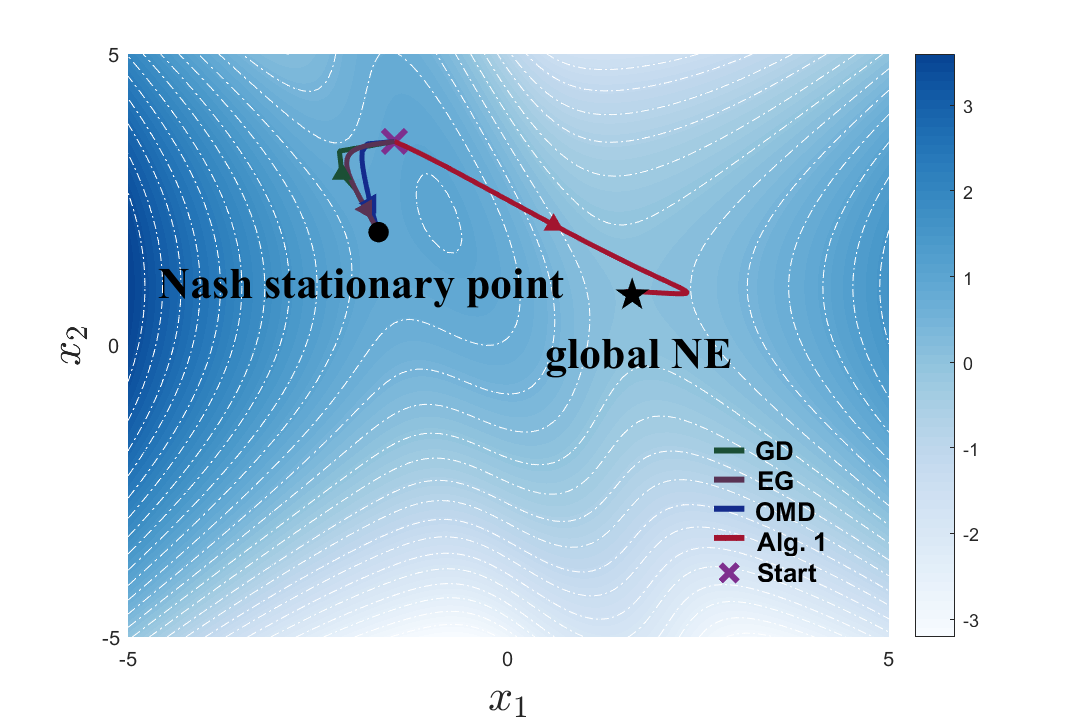 5
3
2
Nash stationary point
1
x₂
0
global NE
0
GD
-1
EG
OMD
-2
Alg. 1
Start
-3
-5
-5
0
5
x₁